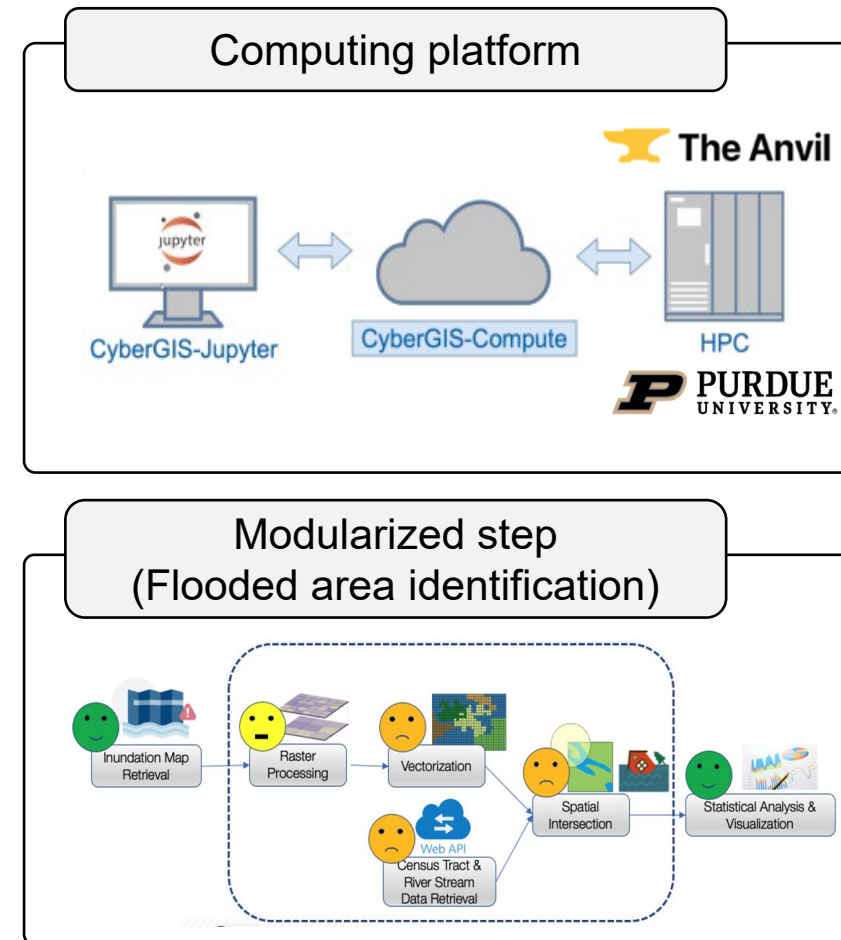 Computing platform
The Anvil
jupyter
CyberGIS-Jupyter
CyberGIS-Compute
HPC
PURDUE
UNIVERSITY®
Modularized step
(Flooded area identification)
Inundation Map
Retrieval
Raster
Processing
Vectorization
Web API
Census Tract &
River Stream
Data Retrieval
Spatial
Intersection
Statistical Analysis &
Visualization